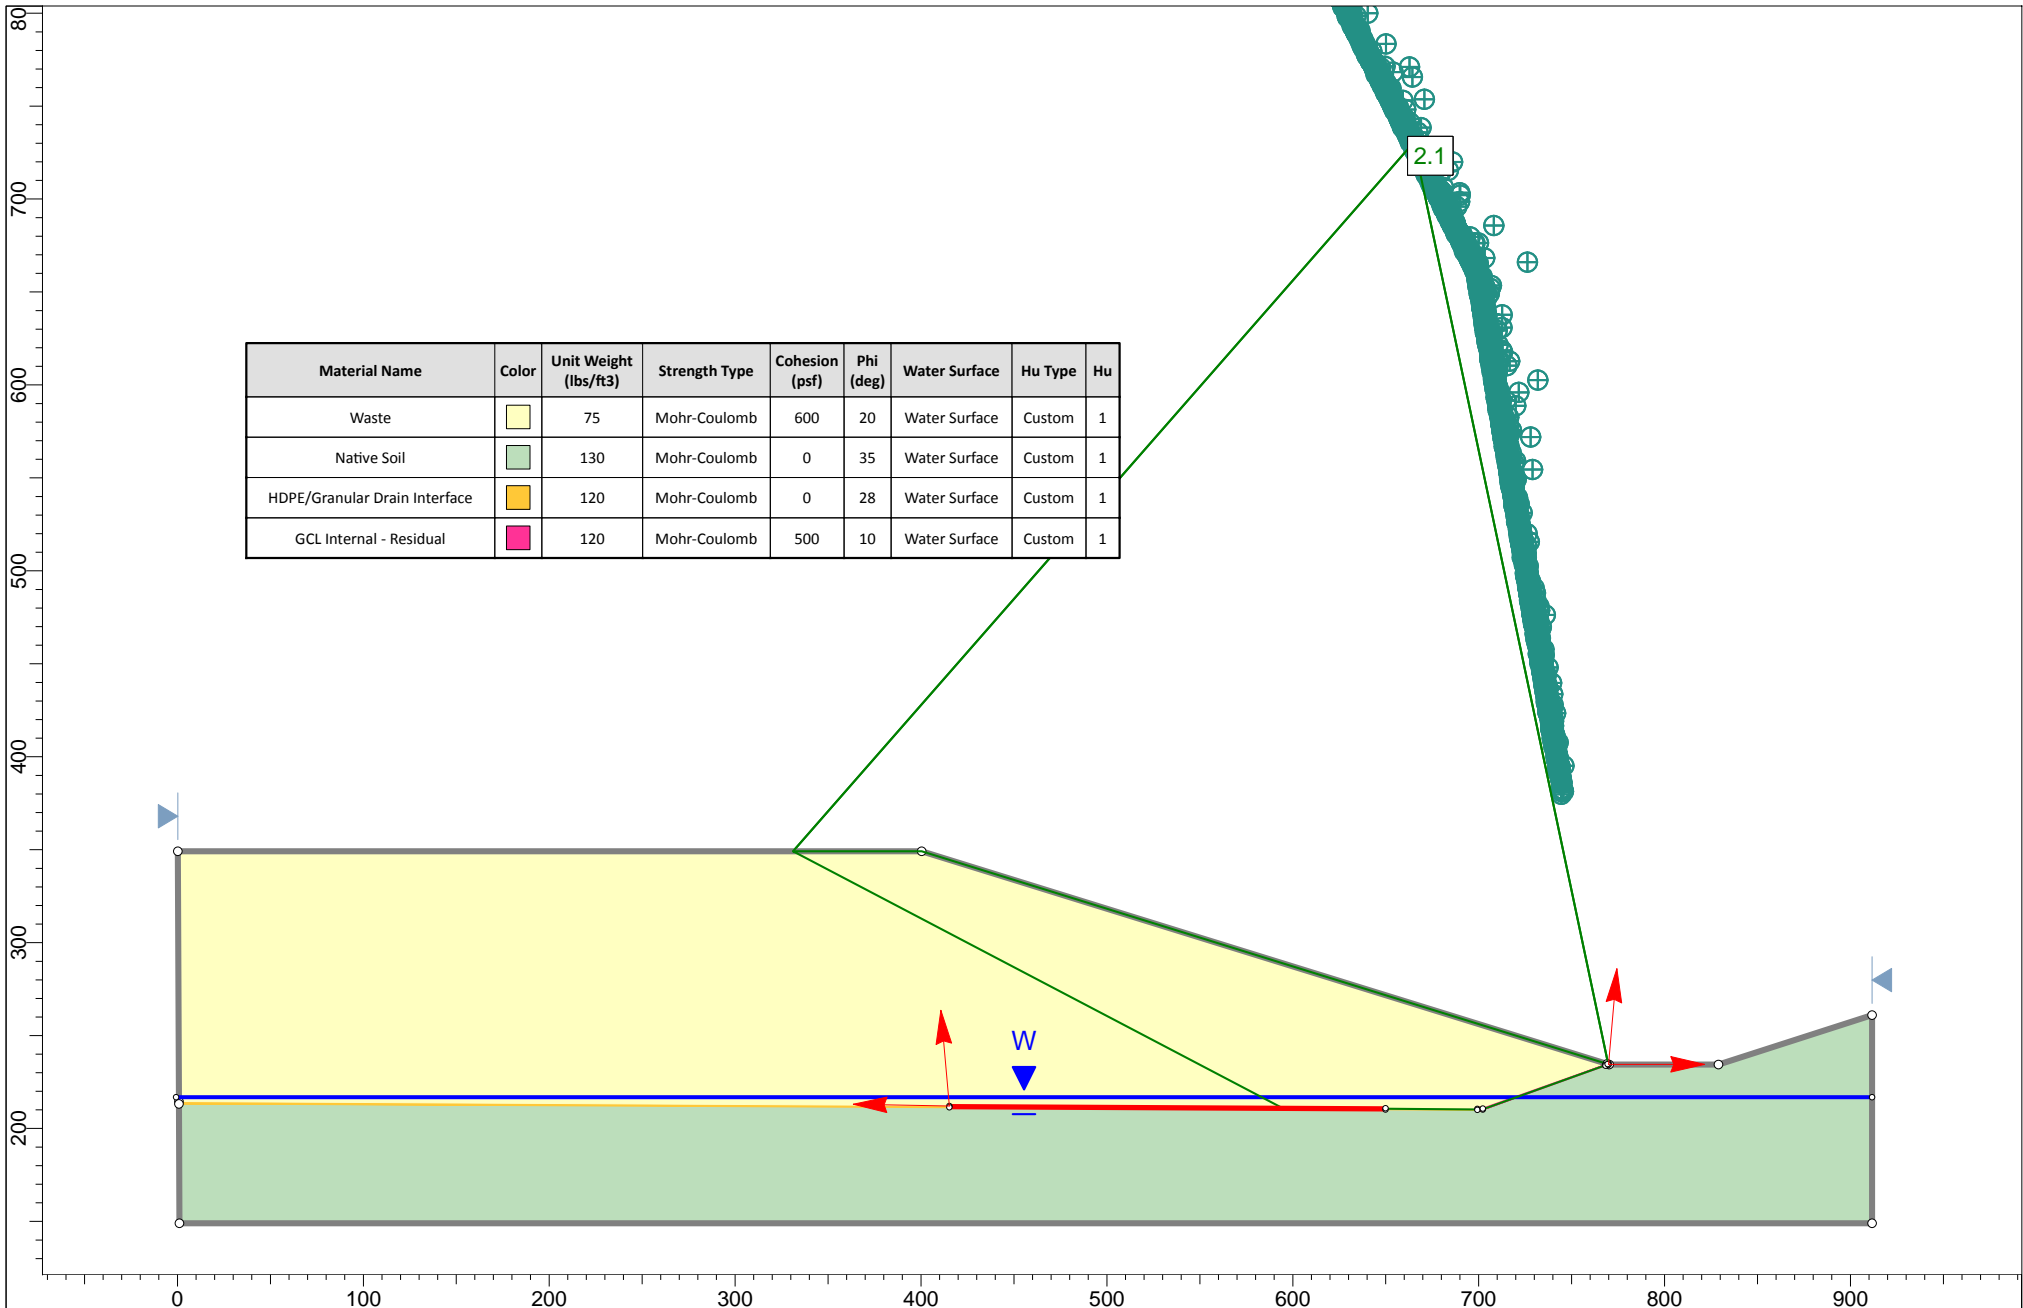 80
700
600
500
400
300
200
2.1
Material Name Color Unit Weight (lbs/ft3) Strength Type Cohesion (psf) Phi (deg) Water Surface Hu Type Hu
Waste 75 Mohr-Coulomb 600 20 Water Surface Custom 1
Native Soil 130 Mohr-Coulomb 0 35 Water Surface Custom 1
HDPE/Granular Drain Interface 120 Mohr-Coulomb 0 28 Water Surface Custom 1
GCL Internal - Residual 120 Mohr-Coulomb 500 10 Water Surface Custom 1
W
0 100 200 300 400 500 600 700 800 900